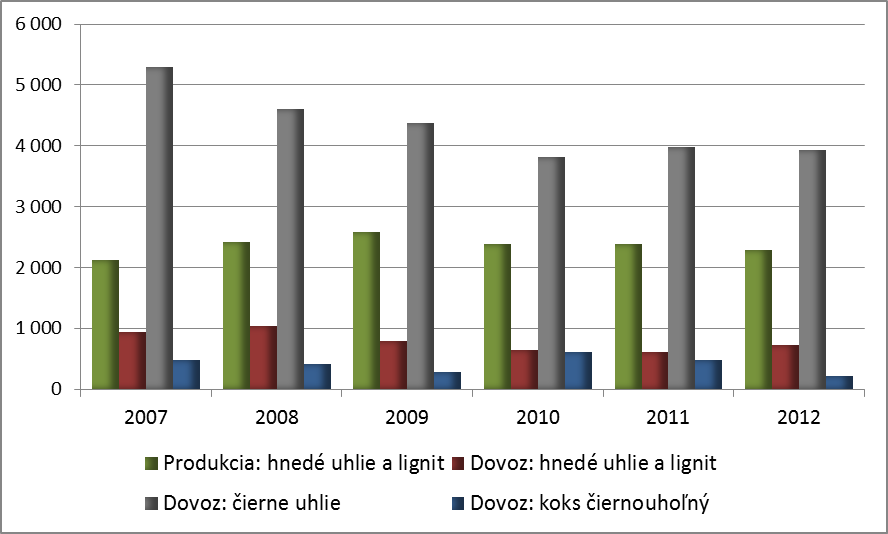 6 000
5 000
4 000
3 000
2 000
1 000
0
2007 2008 2009 2010 2011 2012
Produkcia: hnedé uhlie a lignit Dovoz: hnedé uhlie a lignit
Dovoz: čierne uhlie Dovoz: koks čiernouhoľný